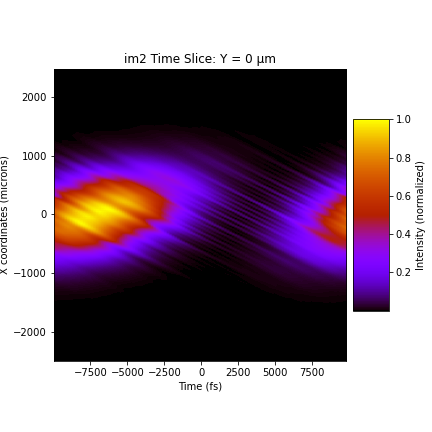 im2 Time Slice: Y = 0 μm
X coordinates (microns)
2000
1000
0
−1000
−2000
−7500 −5000 −2500 0 2500 5000 7500
Time (fs)
1.0
0.8
0.6
0.4
0.2
Intensity (normalized)